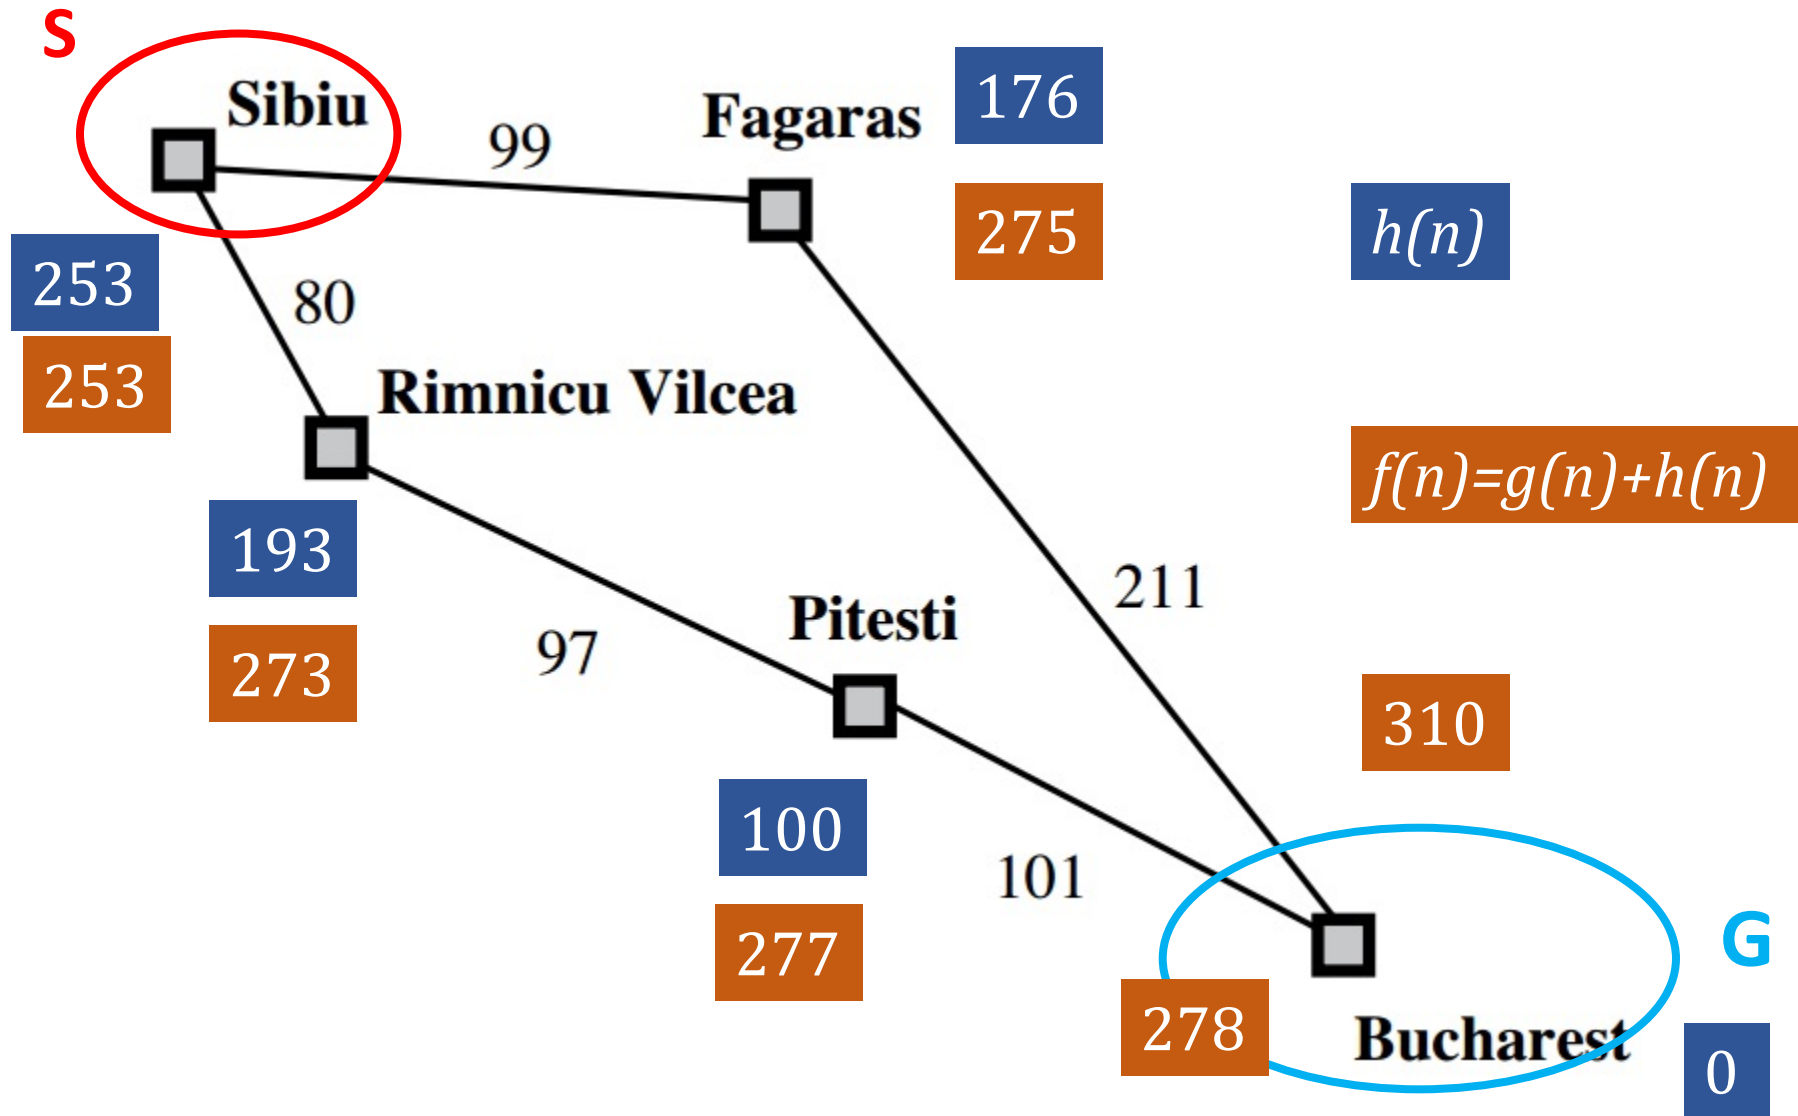 S
Sibiu
99
Fagaras
176
275
h(n)
253
253
80
Rimnicu Vilcea
193
273
97
f(n)=g(n)+h(n)
211
Pitesti
100
277
101
310
278
Bucharest
G
0